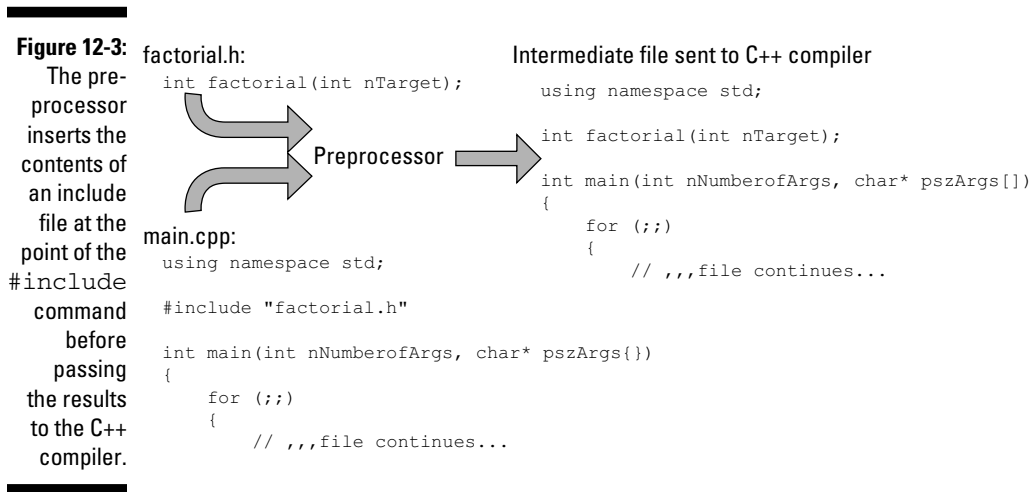 Figure 12-3:
The pre-
processor
inserts the
contents of
an include
file at the
point of the
#include
command
before
passing
the results
to the C++
compiler.
factorial.h:
int factorial(int nTarget);
Preprocessor
main.cpp:
using namespace std;
#include "factorial.h"
int main(int nNumberofArgs, char* pszArgs{})
{
for (;;)
{
// ,,,file continues...
Intermediate file sent to C++ compiler
using namespace std;
int factorial(int nTarget);
int main(int nNumberofArgs, char* pszArgs[])
{
for (;;)
{
// ,,,file continues...